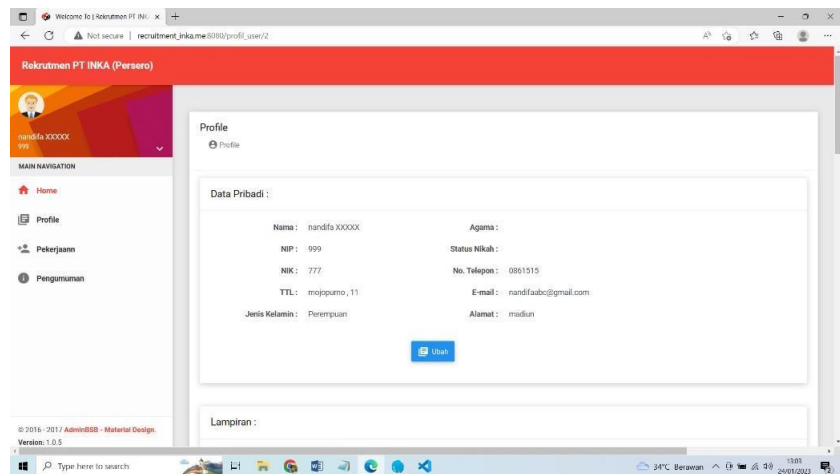 Welcome To | Rekrutmen PT INK
Not secure | recruitment_inka.me:8080/profil_user/2
Rekrutmen PT INKA (Persero)
nandifa XXXXX
999
MAIN NAVIGATION
Home
Profile
Pekerjaann
Pengumuman
© 2016 - 2017 AdminBSB - Material Design.
Version: 1.0.5
Profile
Profile
Data Pribadi :
Nama : nandifa XXXXX Agama :
NIP : 999 Status Nikah :
NIK : 777 No. Telepon : 0861515
TTL : mojopurno , 11 E-mail : nandifaabc@gmail.com
Jenis Kelamin : Perempuan Alamat : madiun
Ubah
Lampiran :
Type here to search
34°C Berawan
13:03
24/01/2023